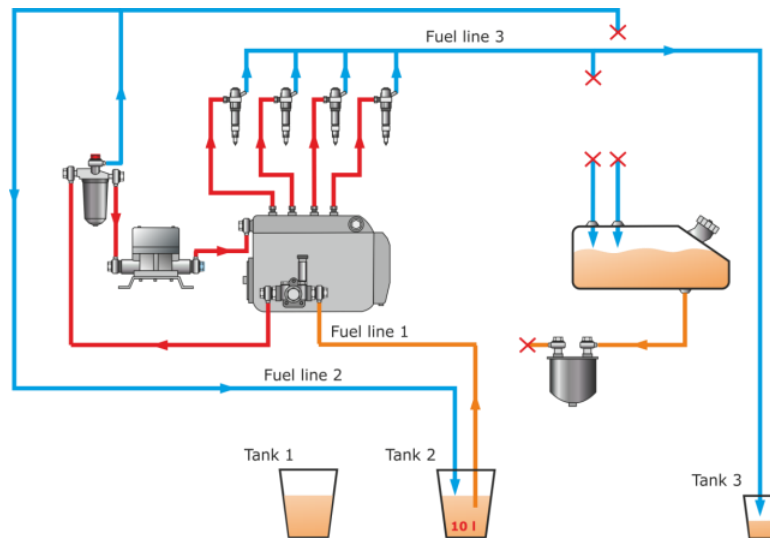 Fuel line 3
Fuel line 1
Fuel line 2
Tank 1
Tank 2
Tank 3
10 l